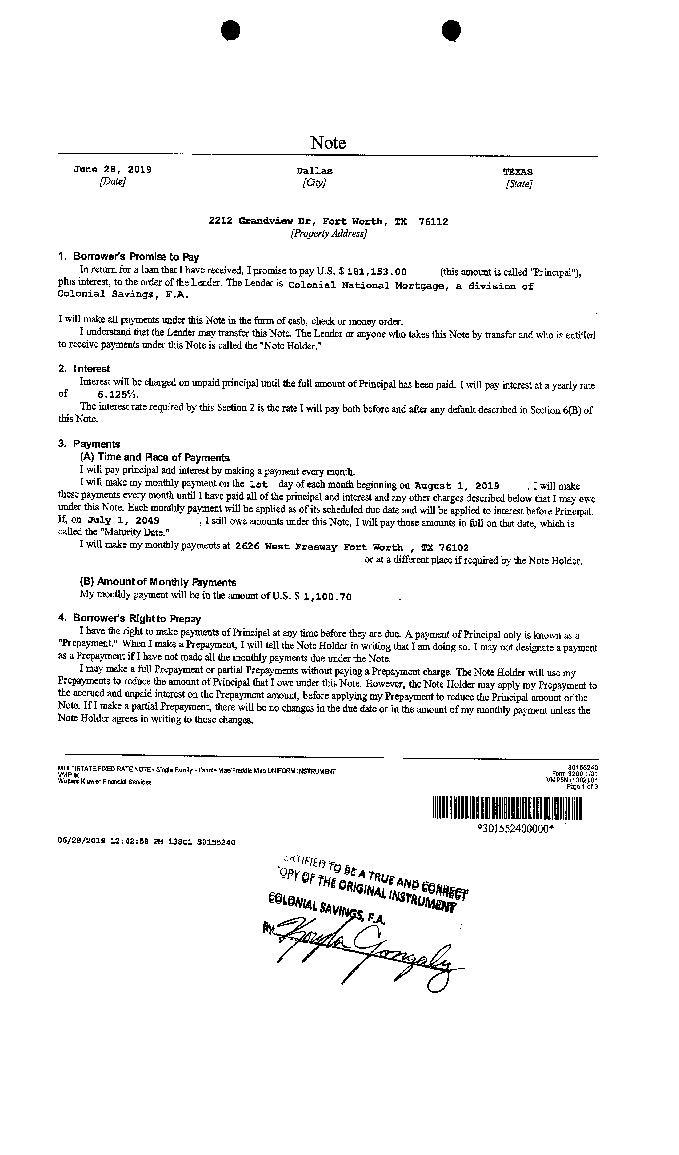 Note
June 28, 2019 Dallas TEXAS
[Date] [City] [State]
2212 Grandview Dr, Fort Worth, TX 76112
[Property Address]
1. Borrower's Promise to Pay
In return for a loan that I have received, I promise to pay U.S. $ 181,153.00 (this amount is called "Principal"),
plus interest, to the order of the Lender. The Lender is Colonial National Mortgage, a division of
Colonial Savings, F.A.
I will make all payments under this Note in the form of cash, check or money order.
I understand that the Lender may transfer this Note. The Lender or anyone who takes this Note by transfer and who is entitled
to receive payments under this Note is called the "Note Holder."
2. Interest
Interest will be charged on unpaid principal until the full amount of Principal has been paid. I will pay interest at a yearly rate
of 6.125%.
The interest rate required by this Section 2 is the rate I will pay both before and after any default described in Section 6(B) of
this Note.
3. Payments
(A) Time and Place of Payments
I will pay principal and interest by making a payment every month.
I will make my monthly payment on the 1st day of each month beginning on August 1, 2019 . I will make
these payments every month until I have paid all of the principal and interest and any other charges described below that I may owe
under this Note. Each monthly payment will be applied as of its scheduled due date and will be applied to interest before Principal.
If, on July 1, 2049 , I still owe amounts under this Note, I will pay those amounts in full on that date, which is
called the "Maturity Date."
I will make my monthly payments at 2626 West Freeway Fort Worth , TX 76102
or at a different place if required by the Note Holder.
(B) Amount of Monthly Payments
My monthly payment will be in the amount of U.S. $ 1,100.70 .
4. Borrower's Right to Prepay
I have the right to make payments of Principal at any time before they are due. A payment of Principal only is known as a
"Prepayment." When I make a Prepayment, I will tell the Note Holder in writing that I am doing so. I may not designate a payment
as a Prepayment if I have not made all the monthly payments due under the Note.
I may make a full Prepayment or partial Prepayments without paying a Prepayment charge. The Note Holder will use my
Prepayments to reduce the amount of Principal that I owe under this Note. However, the Note Holder may apply my Prepayment to
the accrued and unpaid interest on the Prepayment amount, before applying my Prepayment to reduce the Principal amount of the
Note. If I make a partial Prepayment, there will be no changes in the due date or in the amount of my monthly payment unless the
Note Holder agrees in writing to those changes.
MULTISTATE FIXED RATE NOTE - Single Family - Fannie Mae/Freddie Mac UNIFORM INSTRUMENT
VMP ®
Wolters Kluwer Financial Services
30155240
Form 3200 1/01
Page 1 of 3
*301552400000*
06/28/2019 12:42:58 PM 13801 30155240
CERTIFIED TO BE A TRUE AND CORRECT
COPY OF THE ORIGINAL INSTRUMENT
COLONIAL SAVINGS, F.A.
By